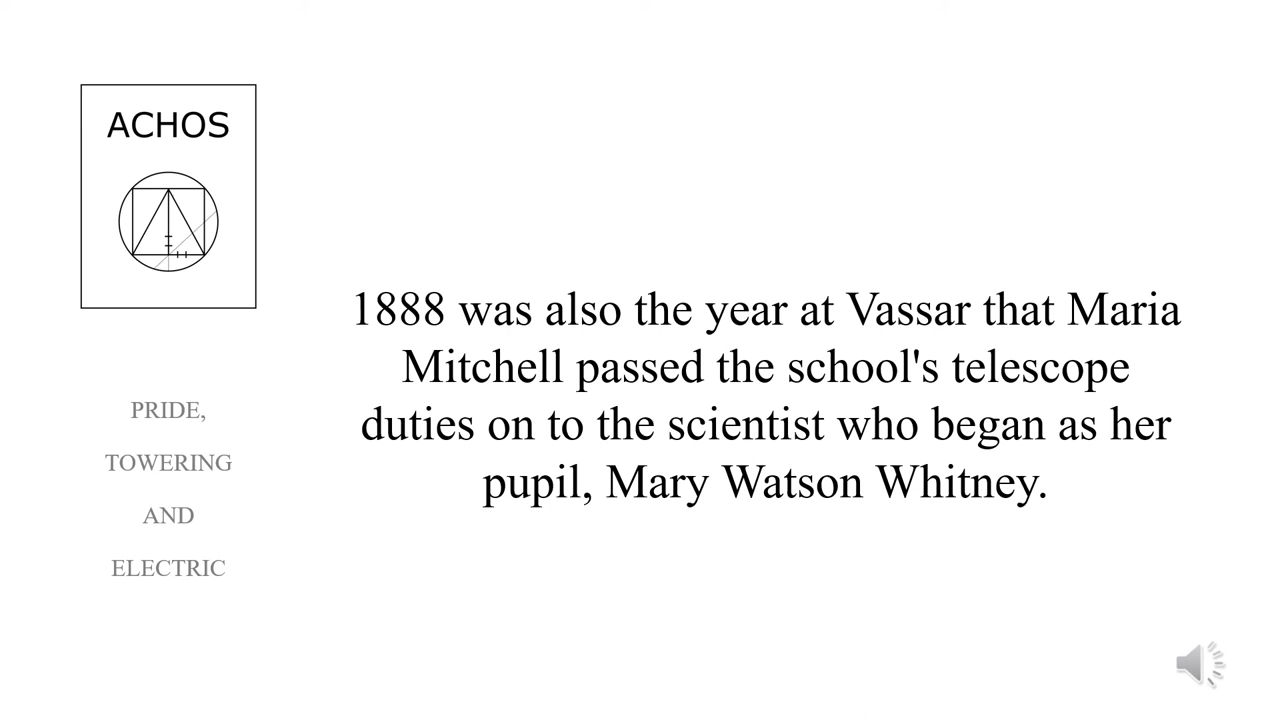 ACHOS
PRIDE,
TOWERING
AND
ELECTRIC
1888 was also the year at Vassar that Maria
Mitchell passed the school's telescope
duties on to the scientist who began as her
pupil, Mary Watson Whitney.